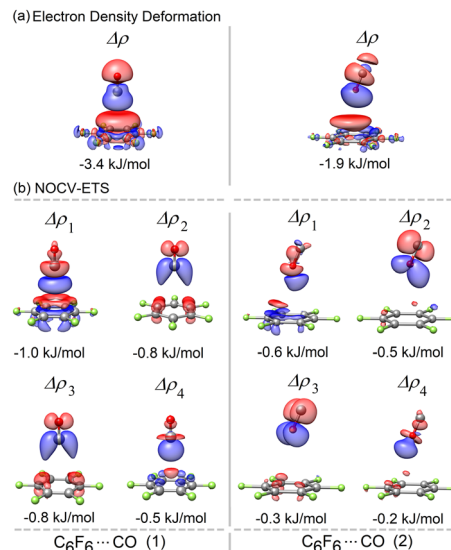 (a) Electron Density Deformation
Δρ Δρ
-3.4 kJ/mol -1.9 kJ/mol
(b) NOCV-ETS
Δρ₁ Δρ₂ Δρ₁ Δρ₂
-1.0 kJ/mol -0.8 kJ/mol -0.6 kJ/mol -0.5 kJ/mol
Δρ₃ Δρ₄ Δρ₃ Δρ₄
-0.8 kJ/mol -0.5 kJ/mol -0.3 kJ/mol -0.2 kJ/mol
C₆F₆···CO (1) C₆F₆···CO (2)